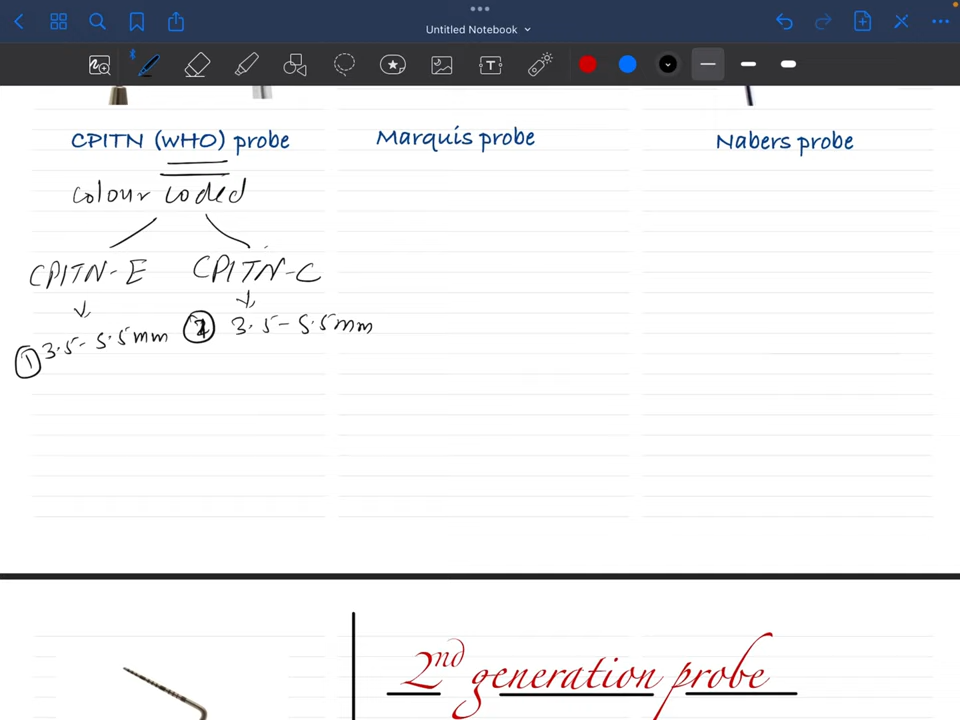 Untitled Notebook
CPITN (WHO) probe
Marquis probe
Nabers probe
Colour coded
CPITN-E
CPITN-C
① 3.5-5.5mm
② 3.5-5.5mm
2nd generation probe